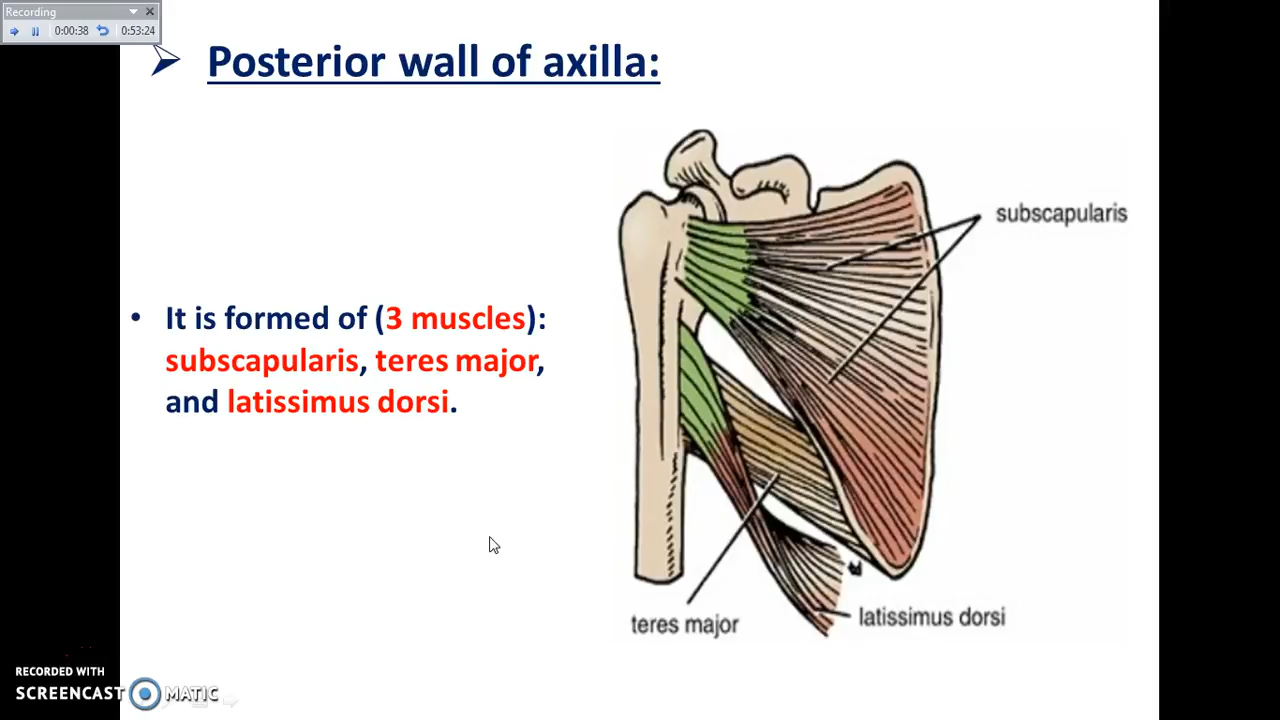 Recording
0:00:38 0:53:24
Posterior wall of axilla:
subscapularis
It is formed of (3 muscles):
subscapularis, teres major,
and latissimus dorsi.
teres major
latissimus dorsi
RECORDED WITH
SCREENCAST MATIC